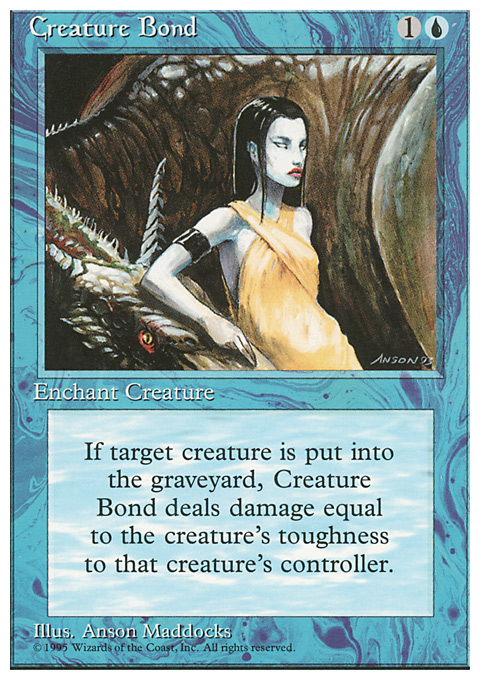 Creature Bond 1
ANSON 93
Enchant Creature
If target creature is put into
the graveyard, Creature
Bond deals damage equal
to the creature's toughness
to that creature's controller.
Illus. Anson Maddocks
© 1995 Wizards of the Coast, Inc. All rights reserved.